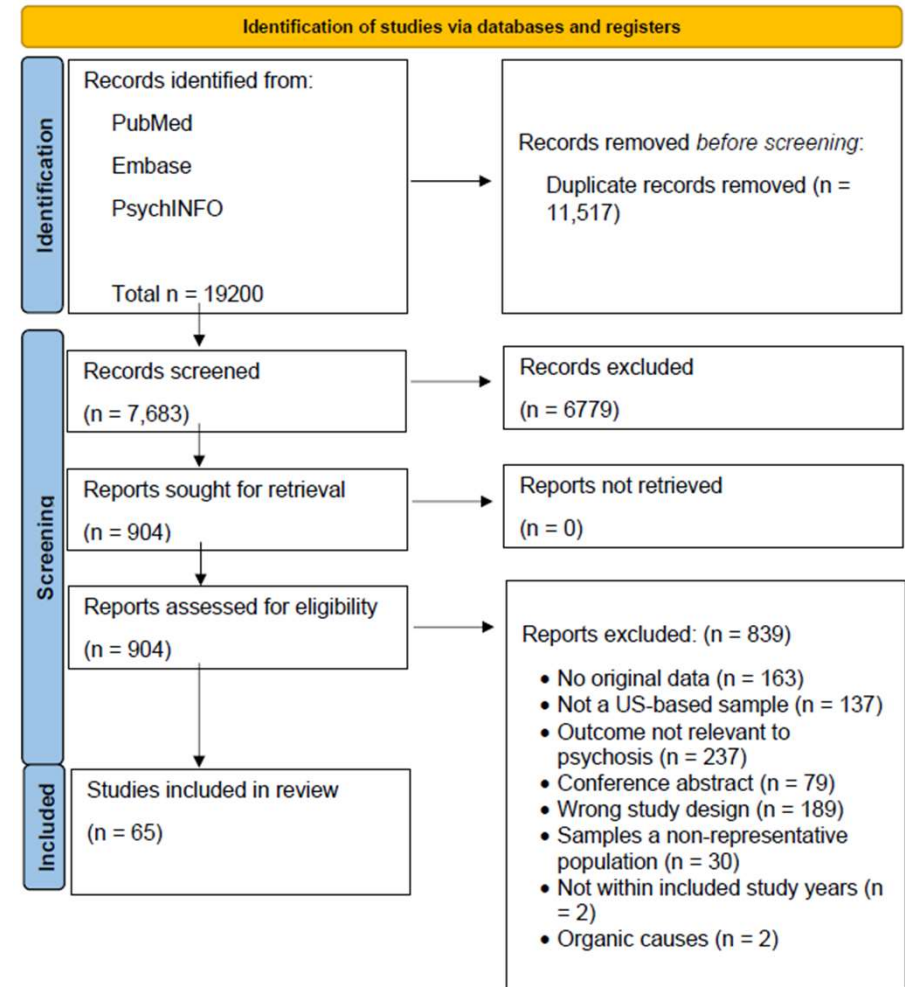 Identification of studies via databases and registers
Identification
Records identified from:
PubMed
Embase
PsychINFO
Total n = 19200
Records removed before screening:
Duplicate records removed (n =
11,517)
Screening
Records screened
(n = 7,683)
Records excluded
(n = 6779)
Reports sought for retrieval
(n = 904)
Reports not retrieved
(n = 0)
Reports assessed for eligibility
(n = 904)
Reports excluded: (n = 839)
• No original data (n = 163)
• Not a US-based sample (n = 137)
• Outcome not relevant to
psychosis (n = 237)
• Conference abstract (n = 79)
• Wrong study design (n = 189)
• Samples a non-representative
population (n = 30)
• Not within included study years (n
= 2)
• Organic causes (n = 2)
Included
Studies included in review
(n = 65)